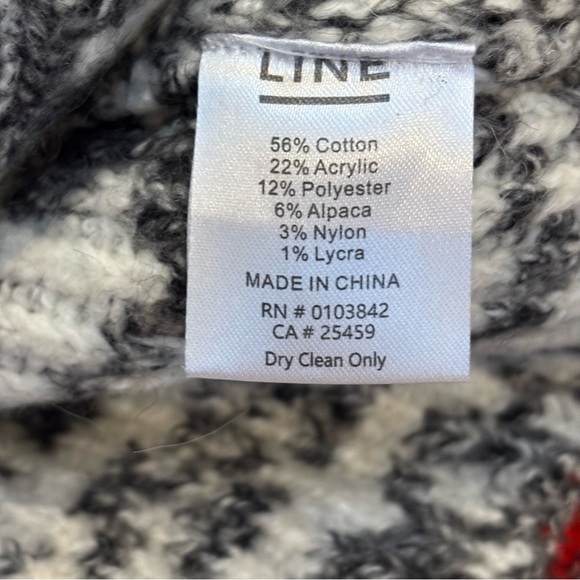 LINE
56% Cotton
22% Acrylic
12% Polyester
6% Alpaca
3% Nylon
1% Lycra
MADE IN CHINA
RN # 0103842
CA # 25459
Dry Clean Only